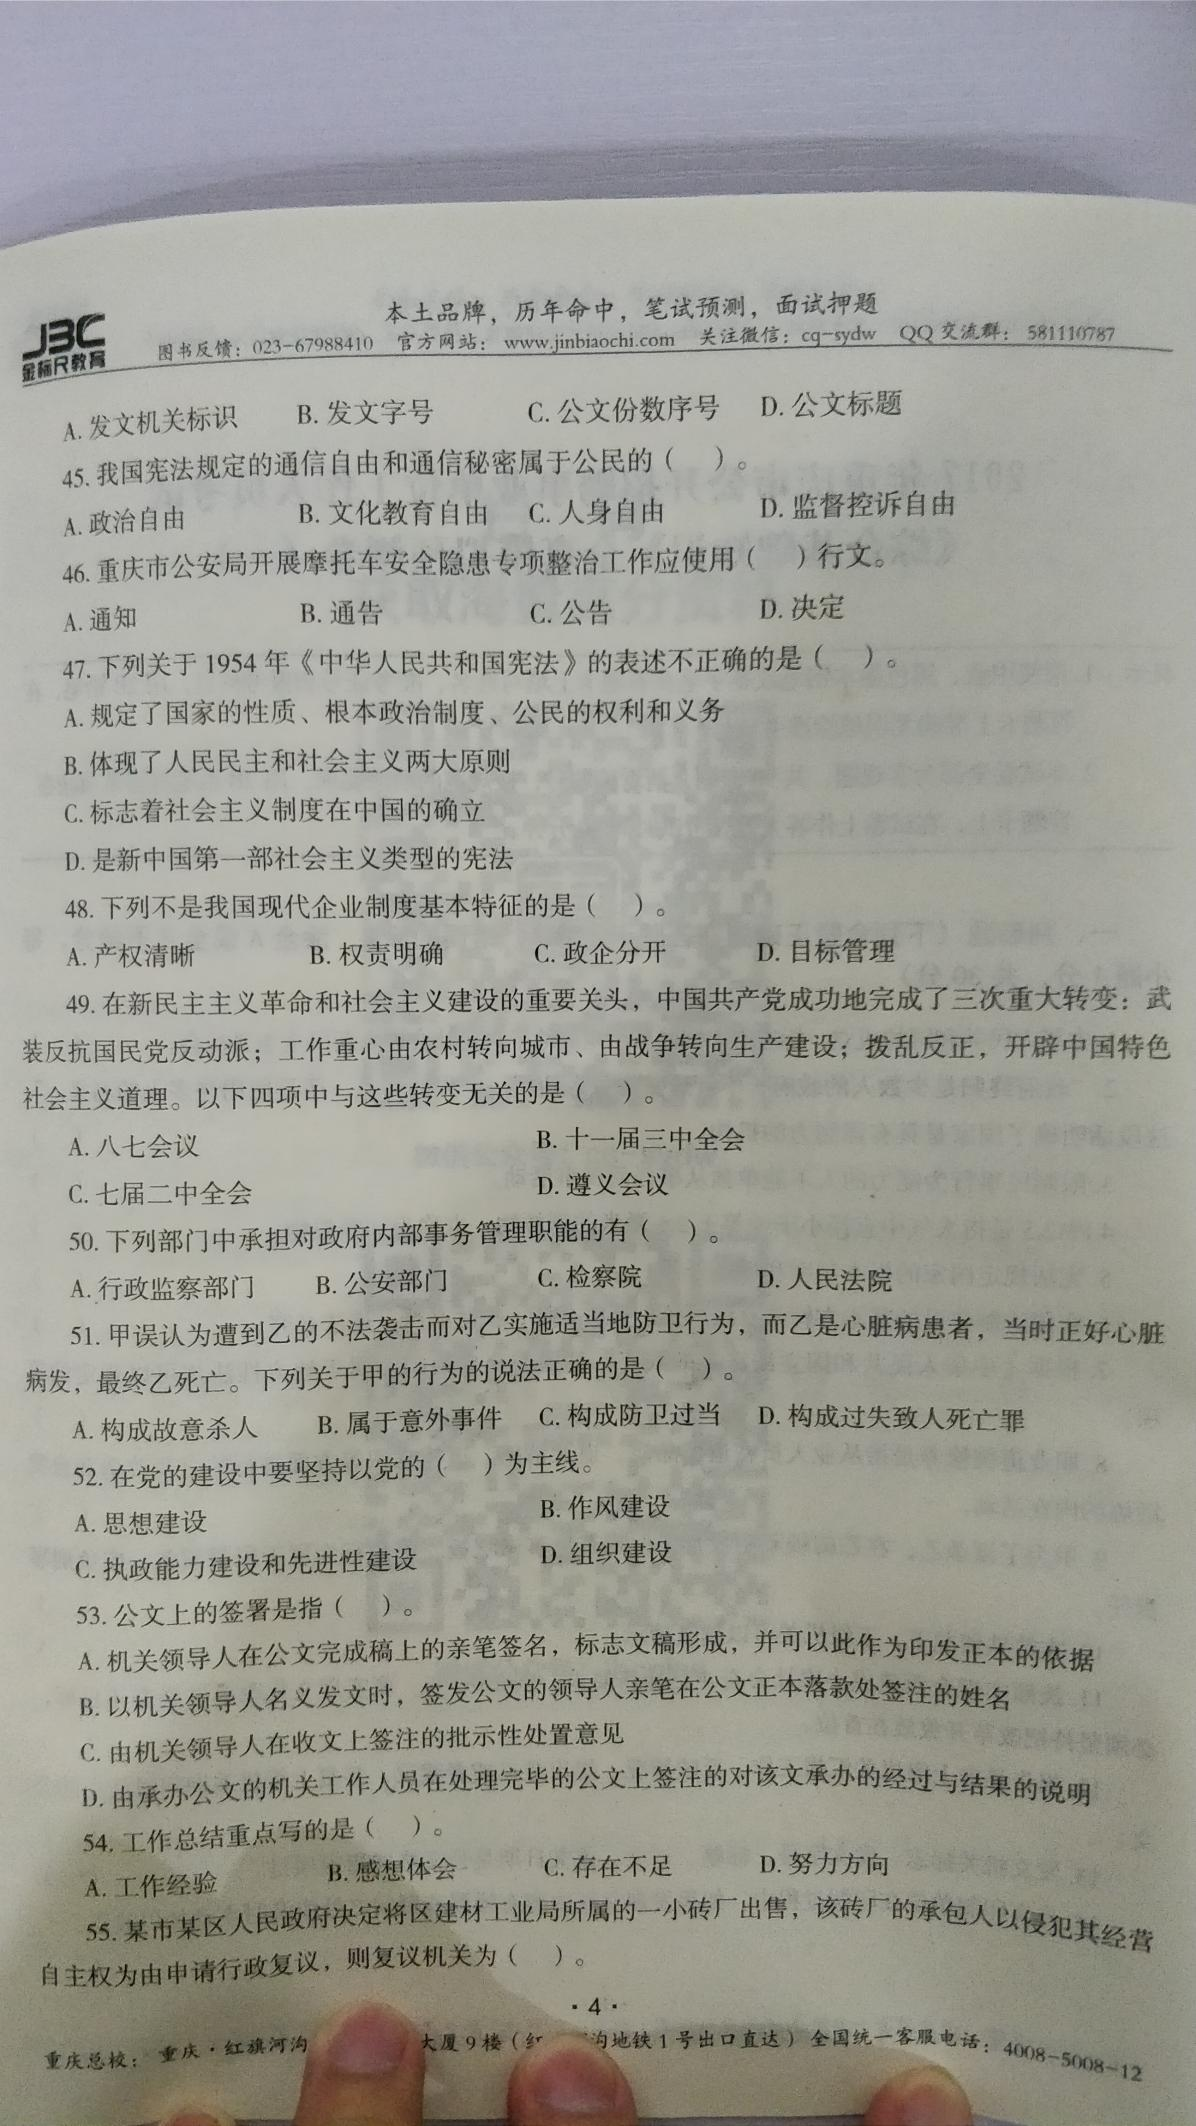 本土品牌，历年命中，笔试预测，面试押题
JBC
金标尺教育
图书反馈：023-67988410 官方网站：www.jinbiaochi.com 关注微信：cq-sydw QQ交流群：581110787
A. 发文机关标识 B. 发文字号 C. 公文份数序号 D. 公文标题
45. 我国宪法规定的通信自由和通信秘密属于公民的（ ）。
A. 政治自由 B. 文化教育自由 C. 人身自由 D. 监督控诉自由
46. 重庆市公安局开展摩托车安全隐患专项整治工作应使用（ ）行文。
A. 通知 B. 通告 C. 公告 D. 决定
47. 下列关于1954年《中华人民共和国宪法》的表述不正确的是（ ）。
A. 规定了国家的性质、根本政治制度、公民的权利和义务
B. 体现了人民民主和社会主义两大原则
C. 标志着社会主义制度在中国的确立
D. 是新中国第一部社会主义类型的宪法
48. 下列不是我国现代企业制度基本特征的是（ ）。
A. 产权清晰 B. 权责明确 C. 政企分开 D. 目标管理
49. 在新民主主义革命和社会主义建设的重要关头，中国共产党成功地完成了三次重大转变：武
装反抗国民党反动派；工作重心由农村转向城市、由战争转向生产建设；拨乱反正，开辟中国特色
社会主义道理。以下四项中与这些转变无关的是（ ）。
A. 八七会议 B. 十一届三中全会
C. 七届二中全会 D. 遵义会议
50. 下列部门中承担对政府内部事务管理职能的有（ ）。
A. 行政监察部门 B. 公安部门 C. 检察院 D. 人民法院
51. 甲误认为遭到乙的不法袭击而对乙实施适当地防卫行为，而乙是心脏病患者，当时正好心脏
病发，最终乙死亡。下列关于甲的行为的说法正确的是（ ）。
A. 构成故意杀人 B. 属于意外事件 C. 构成防卫过当 D. 构成过失致人死亡罪
52. 在党的建设中要坚持以党的（ ）为主线。
A. 思想建设 B. 作风建设
C. 执政能力建设和先进性建设 D. 组织建设
53. 公文上的签署是指（ ）。
A. 机关领导人在公文完成稿上的亲笔签名，标志文稿形成，并可以此作为印发正本的依据
B. 以机关领导人名义发文时，签发公文的领导人亲笔在公文正本落款处签注的姓名
C. 由机关领导人在收文上签注的批示性处置意见
D. 由承办公文的机关工作人员在处理完毕的公文上签注的对该文承办的经过与结果的说明
54. 工作总结重点写的是（ ）。
A. 工作经验 B. 感想体会 C. 存在不足 D. 努力方向
55. 某市某区人民政府决定将区建材工业局所属的一小砖厂出售，该砖厂的承包人以侵犯其经营
自主权为由申请行政复议，则复议机关为（ ）。
·4·
重庆总校：重庆·红旗河沟 大厦9楼（红 沟地铁1号出口直达）全国统一客服电话：4008-5008-12